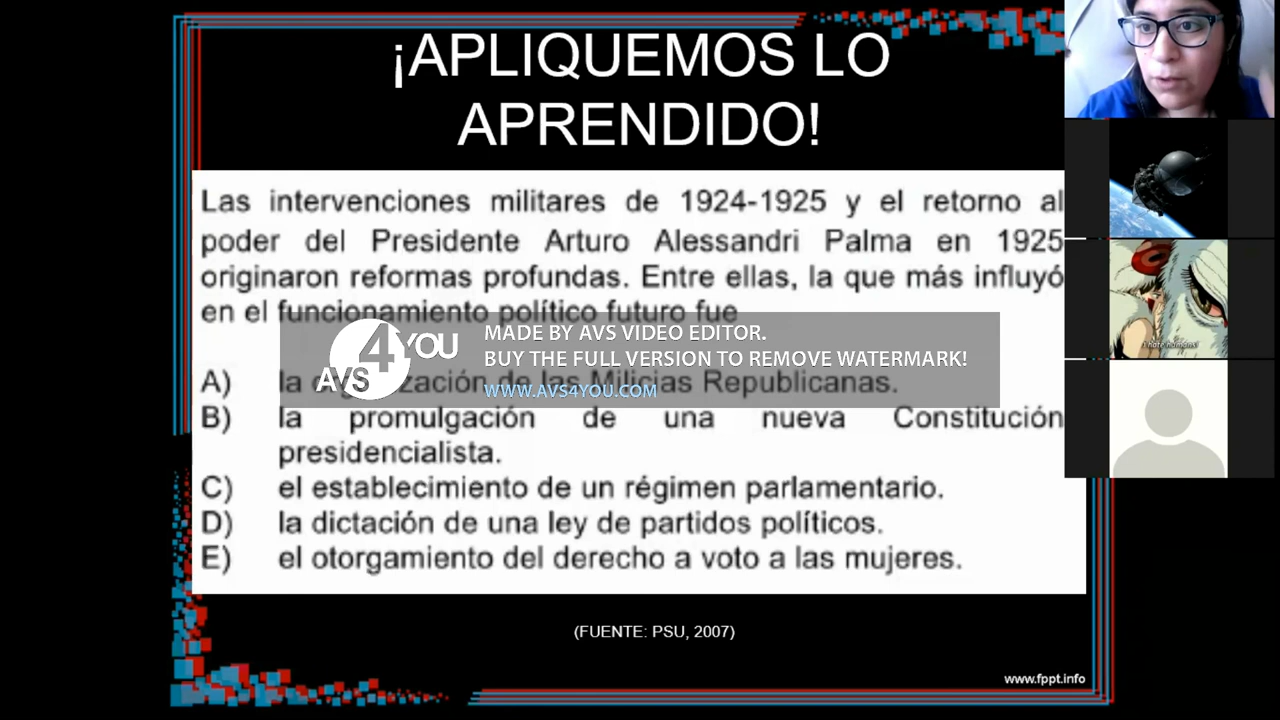 ¡APLIQUEMOS LO
APRENDIDO!
Las intervenciones militares de 1924-1925 y el retorno al
poder del Presidente Arturo Alessandri Palma en 1925
originaron reformas profundas. Entre ellas, la que más influyó
en el funcionamiento político futuro fue
AVS4YOU
MADE BY AVS VIDEO EDITOR.
BUY THE FULL VERSION TO REMOVE WATERMARK!
WWW.AVS4YOU.COM
A) la organización de las Milicias Republicanas.
B) la promulgación de una nueva Constitución
presidencialista.
C) el establecimiento de un régimen parlamentario.
D) la dictación de una ley de partidos políticos.
E) el otorgamiento del derecho a voto a las mujeres.
(FUENTE: PSU, 2007)
www.fppt.info
I hate humans!